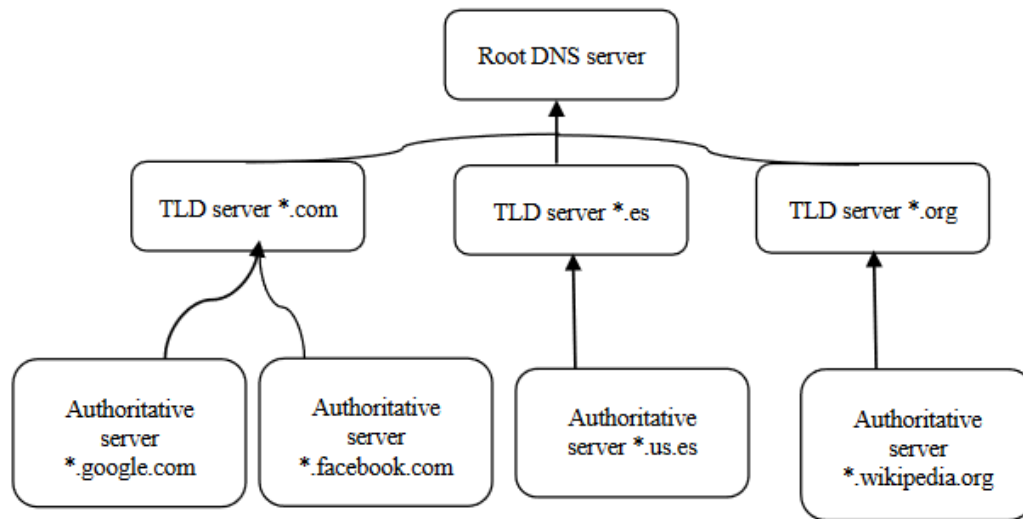 Root DNS server
TLD server *.com
TLD server *.es
TLD server *.org
Authoritative
server
*.google.com
Authoritative
server
*.facebook.com
Authoritative
server *.us.es
Authoritative
server
*.wikipedia.org